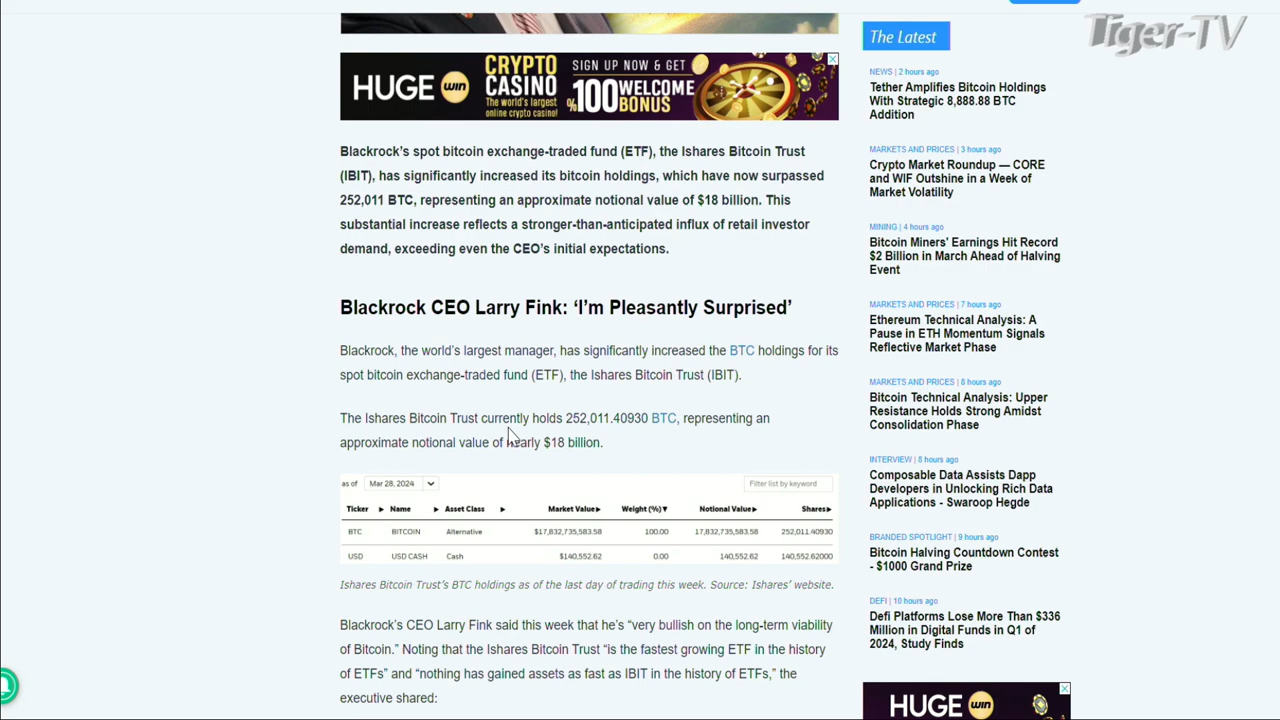 Tiger-TV
HUGE win
CRYPTO
CASINO
The world's largest
online crypto casino!
SIGN UP NOW & GET
%100 WELCOME
BONUS
Blackrock's spot bitcoin exchange-traded fund (ETF), the Ishares Bitcoin Trust
(IBIT), has significantly increased its bitcoin holdings, which have now surpassed
252,011 BTC, representing an approximate notional value of $18 billion. This
substantial increase reflects a stronger-than-anticipated influx of retail investor
demand, exceeding even the CEO's initial expectations.
Blackrock CEO Larry Fink: ‘I'm Pleasantly Surprised’
Blackrock, the world's largest manager, has significantly increased the BTC holdings for its
spot bitcoin exchange-traded fund (ETF), the Ishares Bitcoin Trust (IBIT).
The Ishares Bitcoin Trust currently holds 252,011.40930 BTC, representing an
approximate notional value of nearly $18 billion.
as of Mar 28, 2024 Filter list by keyword
Ticker Name Asset Class Market Value Weight (%) Notional Value Shares
BTC BITCOIN Alternative $17,832,735,583.58 100.00 17,832,735,583.58 252,011.40930
USD USD CASH Cash $140,552.62 0.00 140,552.62 140,552.62000
Ishares Bitcoin Trust's BTC holdings as of the last day of trading this week. Source: Ishares' website.
Blackrock's CEO Larry Fink said this week that he's “very bullish on the long-term viability
of Bitcoin.” Noting that the Ishares Bitcoin Trust “is the fastest growing ETF in the history
of ETFs” and “nothing has gained assets as fast as IBIT in the history of ETFs,” the
executive shared:
The Latest
NEWS | 2 hours ago
Tether Amplifies Bitcoin Holdings
With Strategic 8,888.88 BTC
Addition
MARKETS AND PRICES | 3 hours ago
Crypto Market Roundup — CORE
and WIF Outshine in a Week of
Market Volatility
MINING | 4 hours ago
Bitcoin Miners' Earnings Hit Record
$2 Billion in March Ahead of Halving
Event
MARKETS AND PRICES | 7 hours ago
Ethereum Technical Analysis: A
Pause in ETH Momentum Signals
Reflective Market Phase
MARKETS AND PRICES | 8 hours ago
Bitcoin Technical Analysis: Upper
Resistance Holds Strong Amidst
Consolidation Phase
INTERVIEW | 8 hours ago
Composable Data Assists Dapp
Developers in Unlocking Rich Data
Applications - Swaroop Hegde
BRANDED SPOTLIGHT | 9 hours ago
Bitcoin Halving Countdown Contest
- $1000 Grand Prize
DEFI | 10 hours ago
Defi Platforms Lose More Than $336
Million in Digital Funds in Q1 of
2024, Study Finds
HUGE win